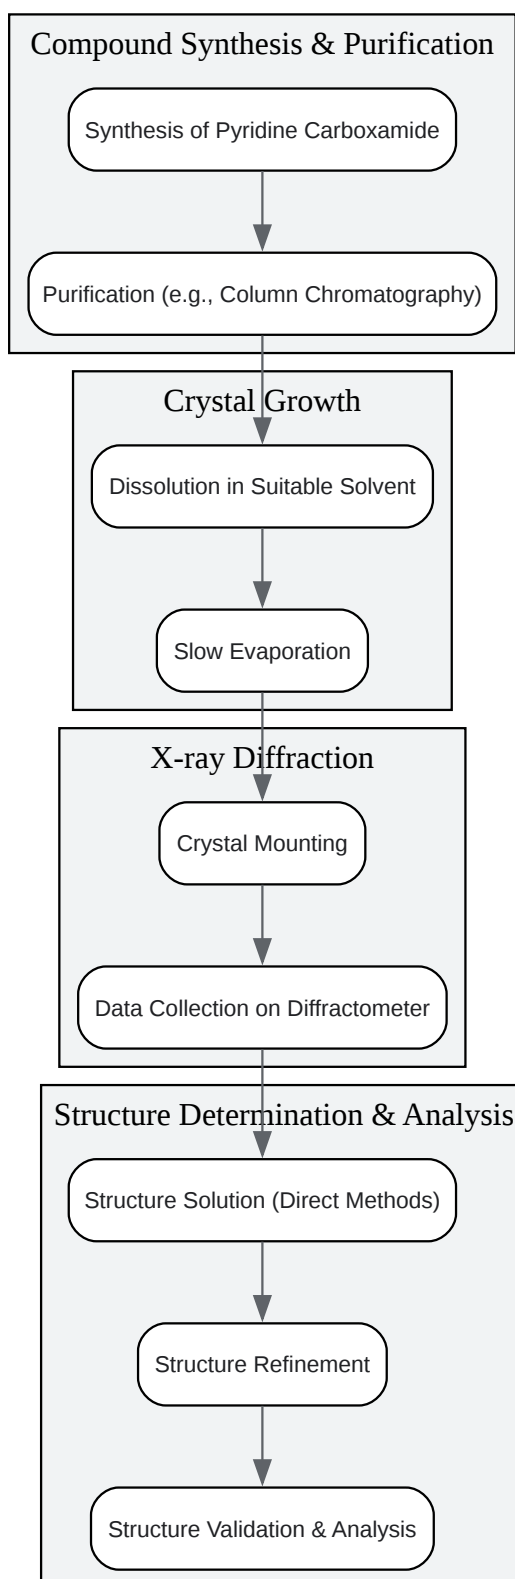 Compound Synthesis & Purification
Synthesis of Pyridine Carboxamide
Purification (e.g., Column Chromatography)
Crystal Growth
Dissolution in Suitable Solvent
Slow Evaporation
X-ray Diffraction
Crystal Mounting
Data Collection on Diffractometer
Structure Determination & Analysis
Structure Solution (Direct Methods)
Structure Refinement
Structure Validation & Analysis